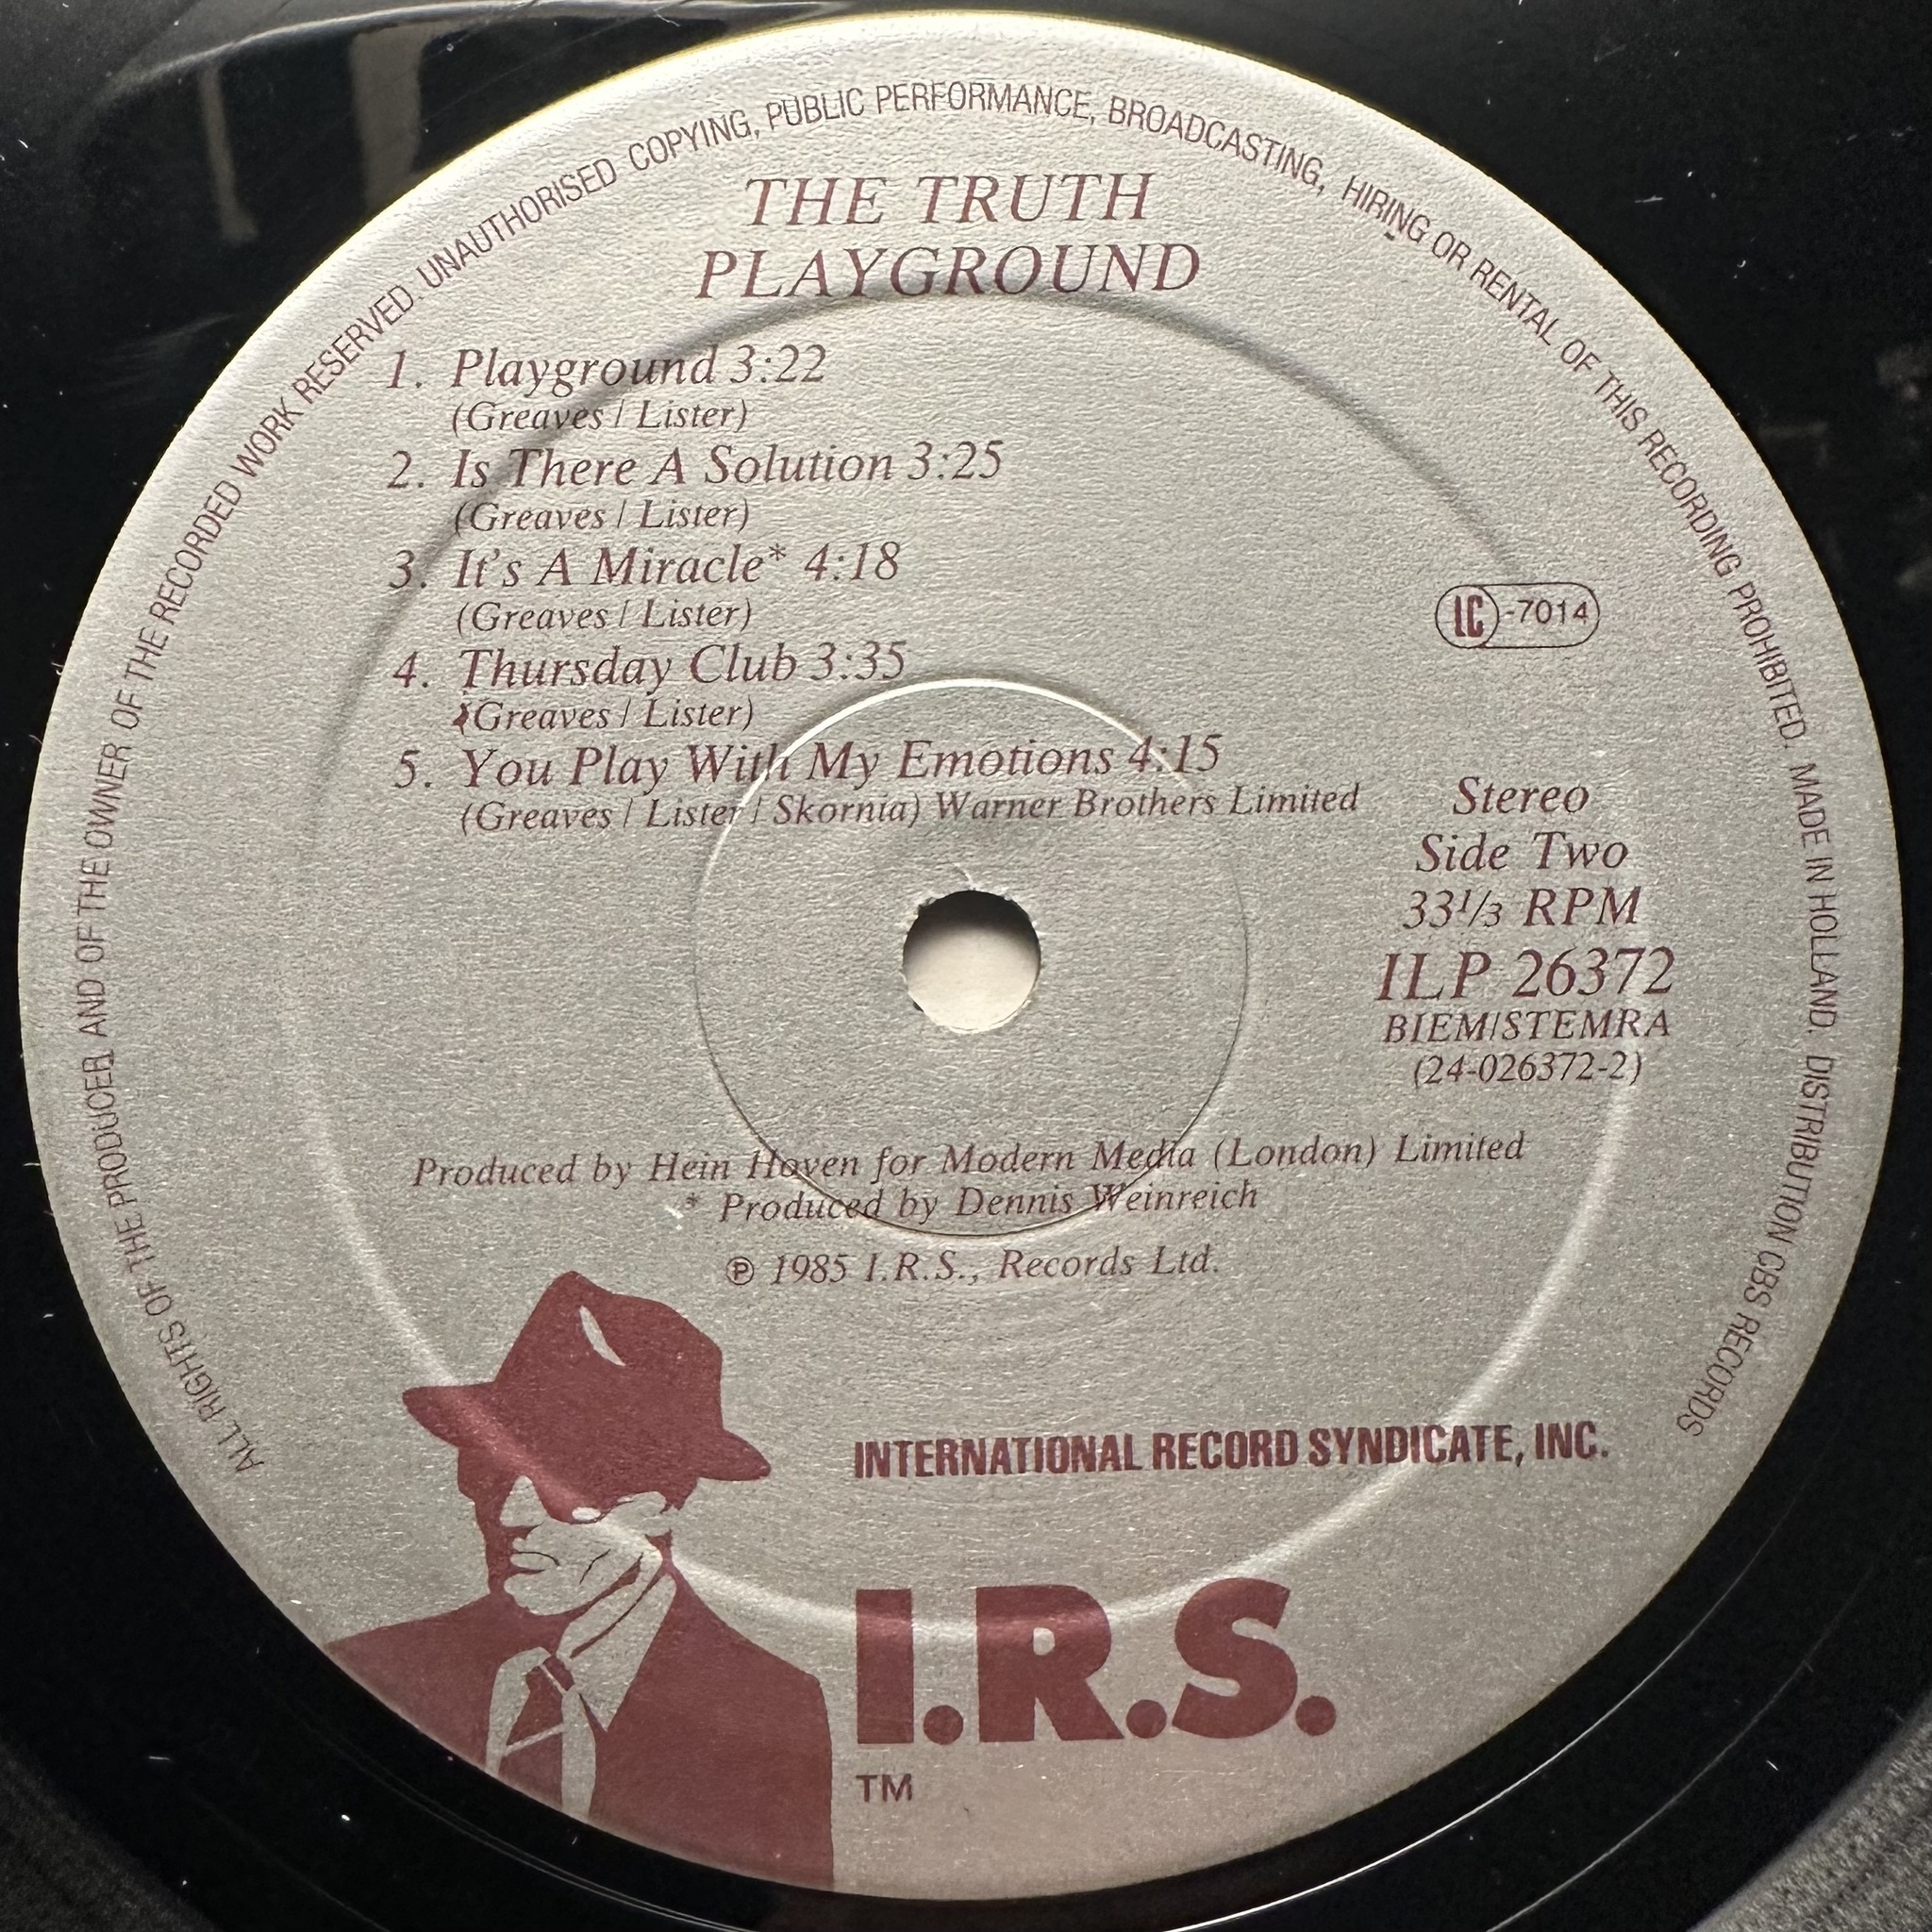 ALL RIGHTS OF THE PRODUCER AND OF THE OWNER OF THE RECORDED WORK RESERVED. UNAUTHORISED COPYING, PUBLIC PERFORMANCE, BROADCASTING, HIRING OR RENTAL OF THIS RECORDING PROHIBITED. MADE IN HOLLAND. DISTRIBUTION CBS RECORDS
THE TRUTH
PLAYGROUND
1. Playground 3:22
(Greaves / Lister)
2. Is There A Solution 3:25
(Greaves / Lister)
3. It's A Miracle* 4:18
(Greaves / Lister)
4. Thursday Club 3:35
(Greaves / Lister)
5. You Play With My Emotions 4:15
(Greaves / Lister / Skornia) Warner Brothers Limited
LC-7014
Stereo
Side Two
33⅓ RPM
ILP 26372
BIEM/STEMRA
(24-026372-2)
Produced by Hein Hoven for Modern Media (London) Limited
* Produced by Dennis Weinreich
℗ 1985 I.R.S., Records Ltd.
INTERNATIONAL RECORD SYNDICATE, INC.
I.R.S.
TM